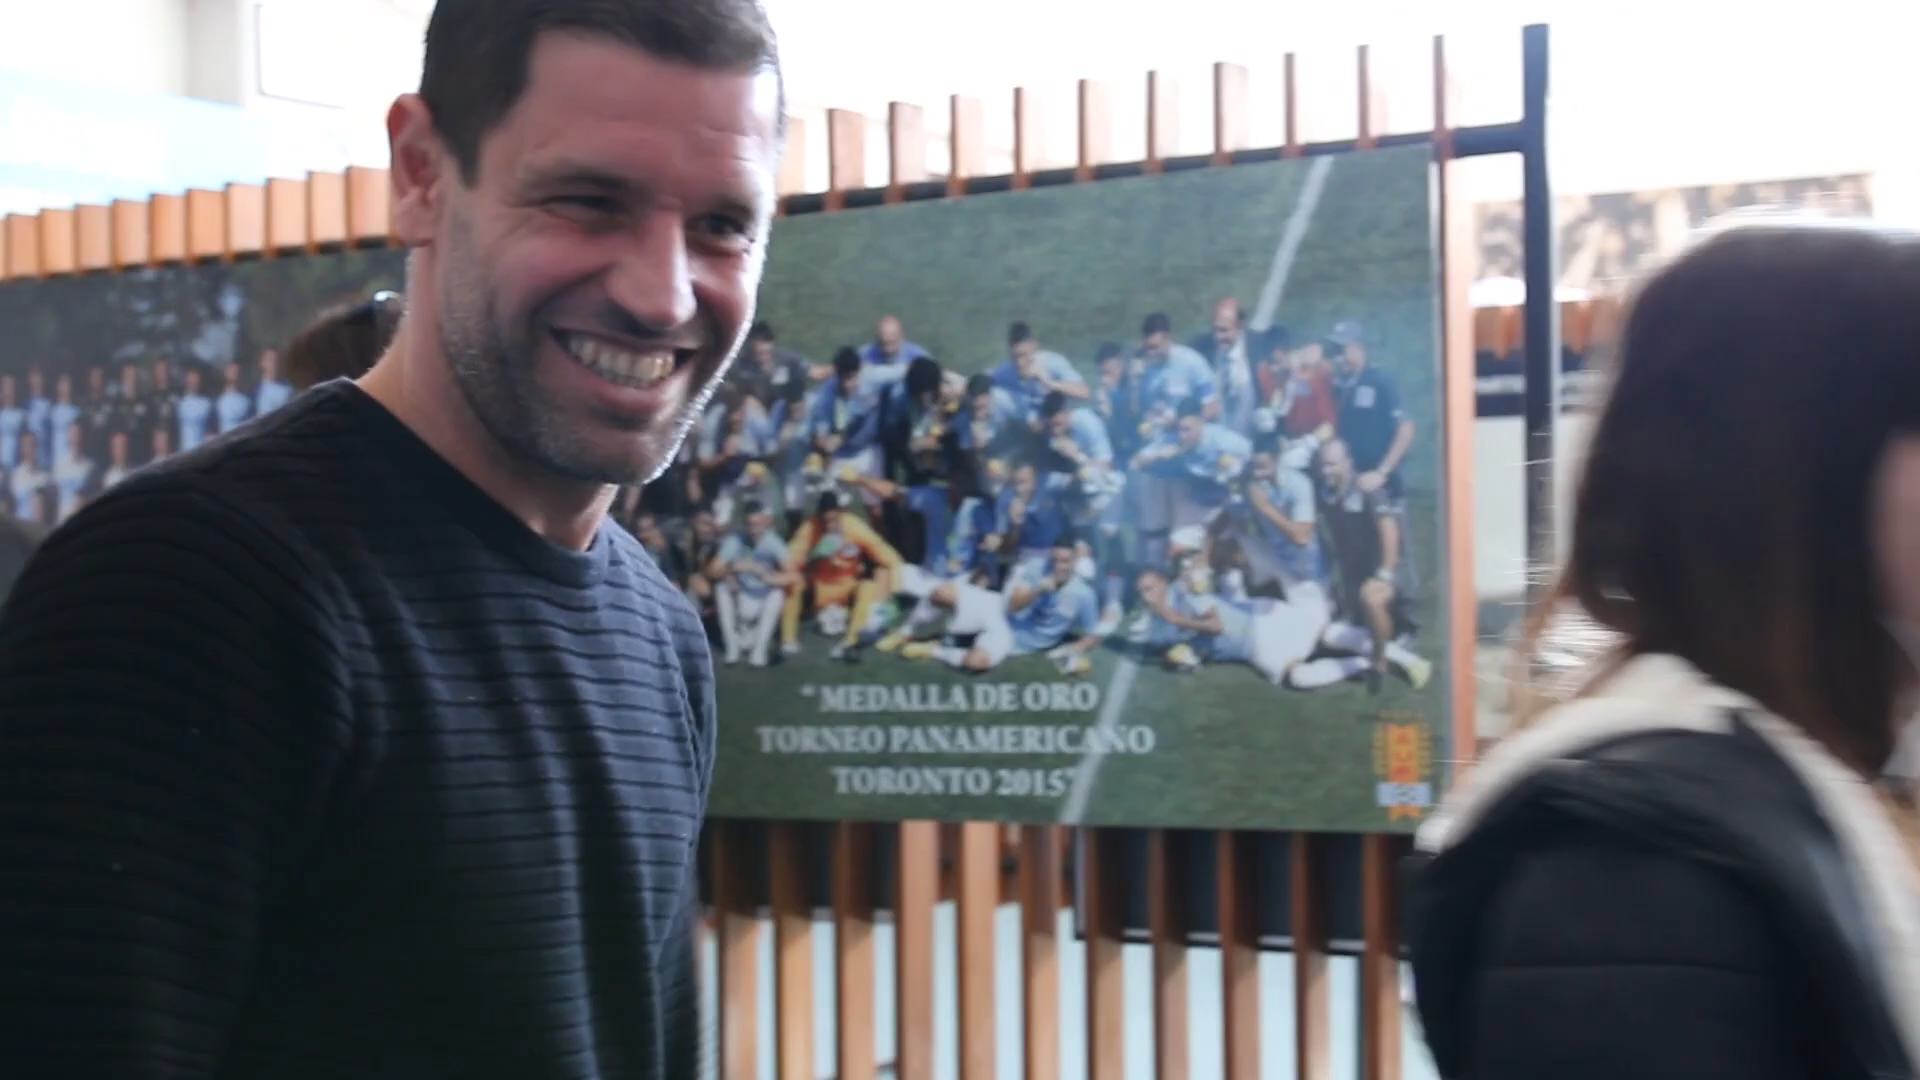 “MEDALLA DE ORO
TORNEO PANAMERICANO
TORONTO 2015”